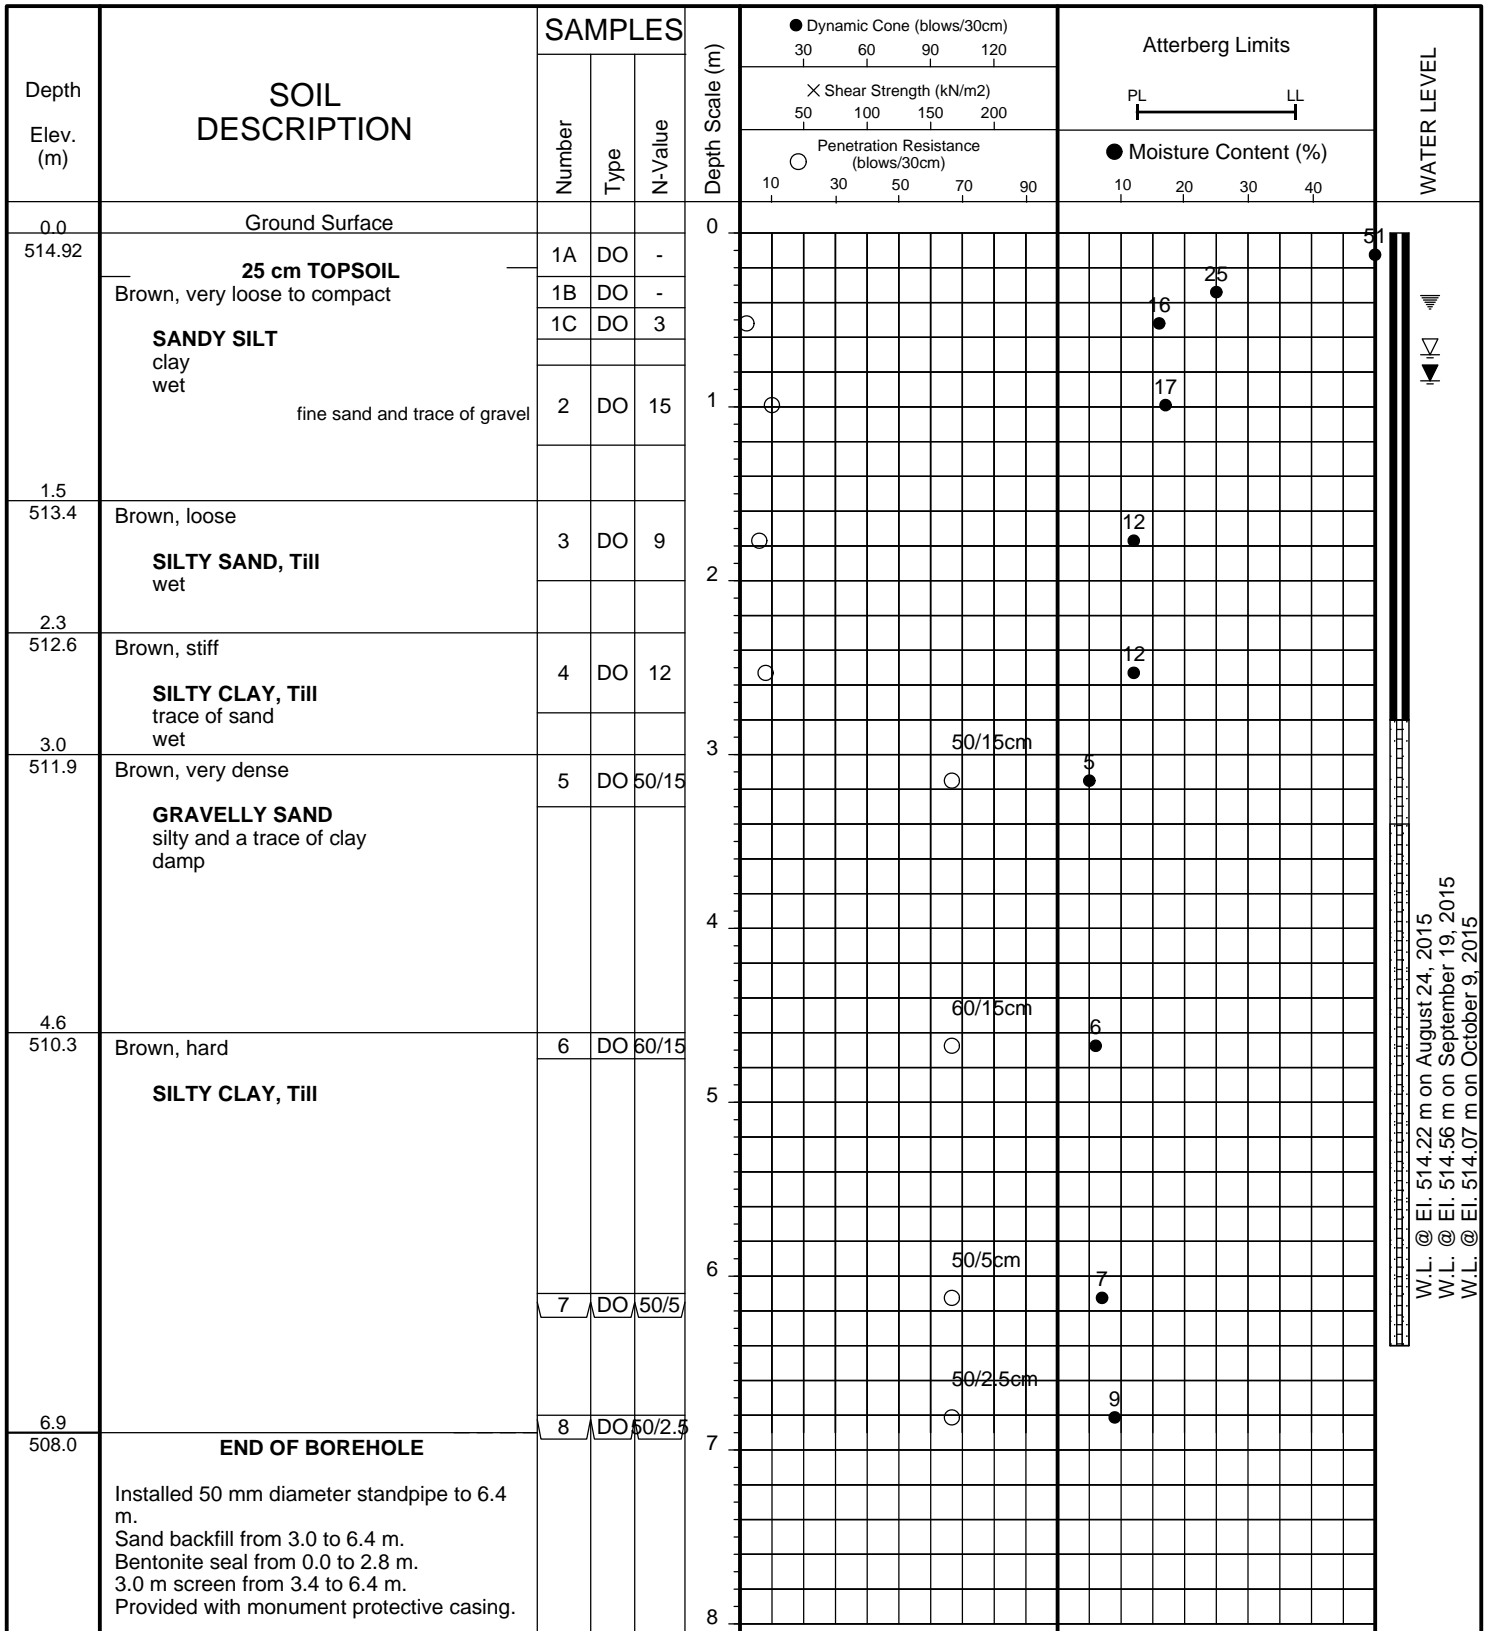 Depth
Elev.
(m)
SOIL
DESCRIPTION
SAMPLES
Number
Type
N-Value
Depth Scale (m)
● Dynamic Cone (blows/30cm)
30 60 90 120
× Shear Strength (kN/m2)
50 100 150 200
○ Penetration Resistance
(blows/30cm)
10 30 50 70 90
Atterberg Limits
PL LL
● Moisture Content (%)
10 20 30 40
WATER LEVEL
0.0 Ground Surface 0
514.92
51
1A DO -
25 cm TOPSOIL
25
Brown, very loose to compact
1B DO -
16
1C DO 3
SANDY SILT
clay
wet
17
fine sand and trace of gravel 2 DO 15 1
1.5
513.4
Brown, loose
12
3 DO 9
SILTY SAND, Till
wet
2
2.3
512.6
Brown, stiff
12
4 DO 12
SILTY CLAY, Till
trace of sand
wet
3.0 3 50/15cm
511.9
Brown, very dense
5
5 DO 50/15
GRAVELLY SAND
silty and a trace of clay
damp
4
60/15cm
4.6
510.3
6
Brown, hard
6 DO 60/15
SILTY CLAY, Till
5
50/5cm
6
7
7 DO 50/5
50/2.5cm
9
6.9
8 DO 50/2.5
508.0
END OF BOREHOLE
7
Installed 50 mm diameter standpipe to 6.4
m.
Sand backfill from 3.0 to 6.4 m.
Bentonite seal from 0.0 to 2.8 m.
3.0 m screen from 3.4 to 6.4 m.
Provided with monument protective casing.
8
W.L. @ El. 514.22 m on August 24, 2015
W.L. @ El. 514.56 m on September 19, 2015
W.L. @ El. 514.07 m on October 9, 2015